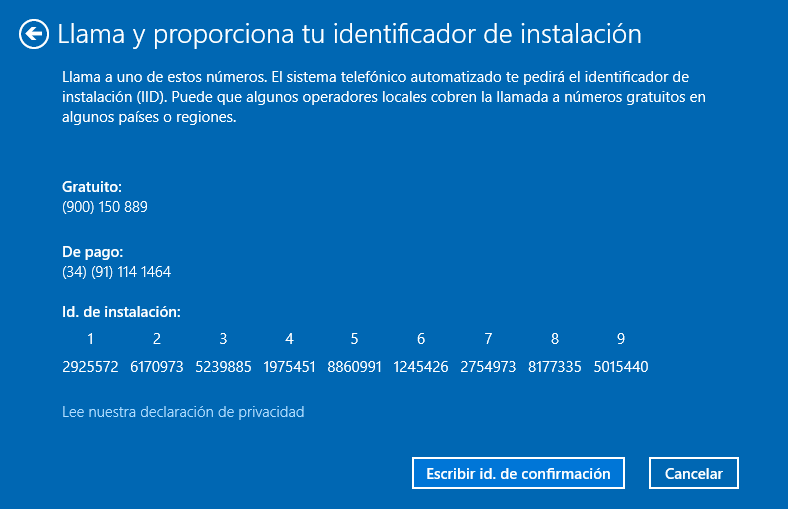 Llama y proporciona tu identificador de instalación
Llama a uno de estos números. El sistema telefónico automatizado te pedirá el identificador de
instalación (IID). Puede que algunos operadores locales cobren la llamada a números gratuitos en
algunos países o regiones.
Gratuito:
(900) 150 889
De pago:
(34) (91) 114 1464
Id. de instalación:
1 2 3 4 5 6 7 8 9
2925572 6170973 5239885 1975451 8860991 1245426 2754973 8177335 5015440
Lee nuestra declaración de privacidad
Escribir id. de confirmación Cancelar